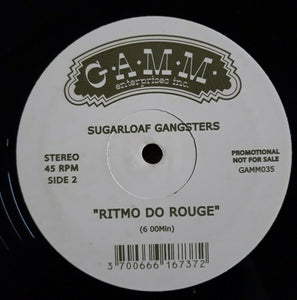 G.A.M.M.
enterprises inc.
SUGARLOAF GANGSTERS
STEREO
45 RPM
SIDE 2
PROMOTIONAL
NOT FOR SALE
GAMM035
"RITMO DO ROUGE"
(6 00Min)
3 700666 167372